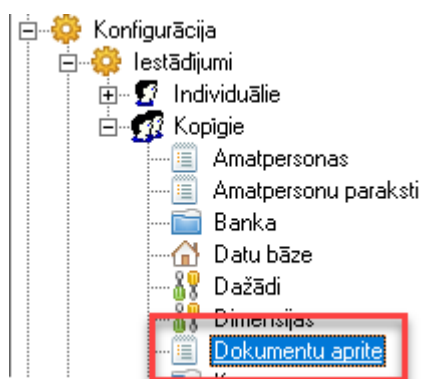 Konfigurācija
Iestādījumi
Individuālie
Kopīgie
Amatpersonas
Amatpersonu paraksti
Banka
Datu bāze
Dažādi
Dimensijas
Dokumentu aprite